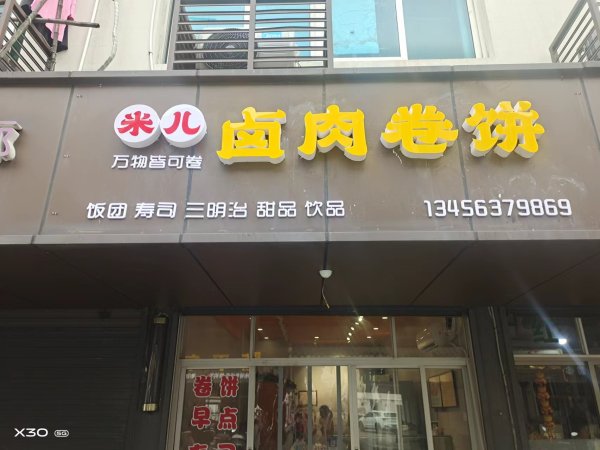 米儿 卤肉卷饼
万物皆可卷
饭团 寿司 三明治 甜品 饮品 13456379869
卷饼
早点
X30 5G